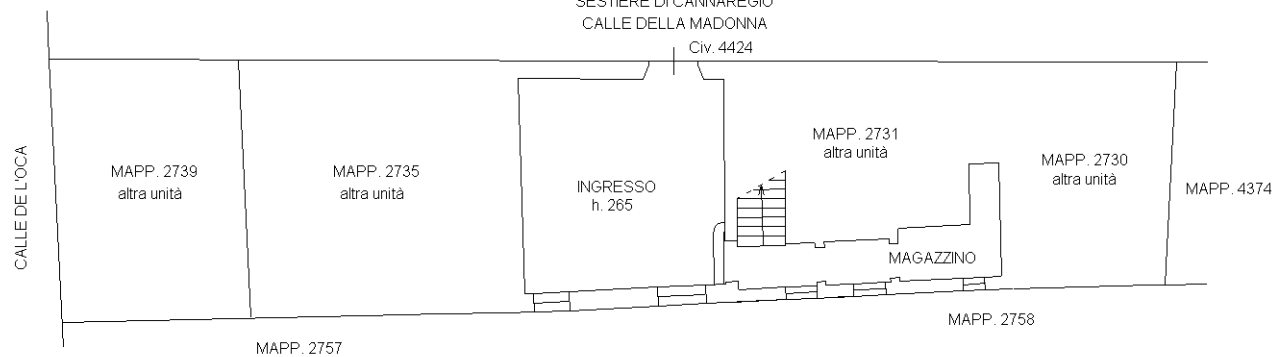 SESTIERE DI CANNAREGIO
CALLE DELLA MADONNA
Civ. 4424
MAPP. 2739
altra unità
MAPP. 2735
altra unità
INGRESSO
h. 265
MAPP. 2731
altra unità
MAPP. 2730
altra unità
MAPP. 4374
CALLE DE L'OCA
MAGAZZINO
MAPP. 2757
MAPP. 2758